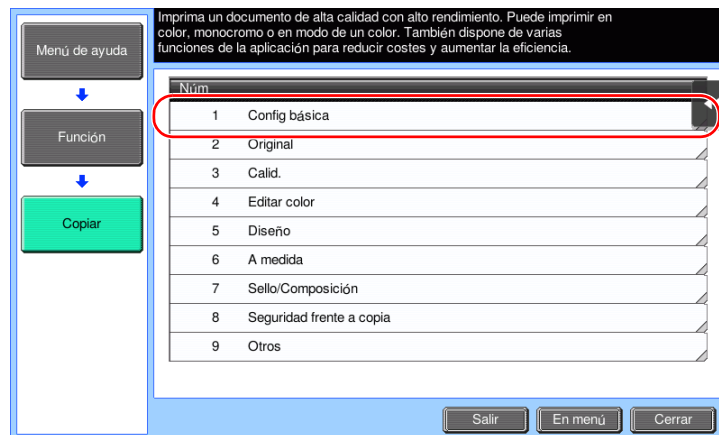 Imprima un documento de alta calidad con alto rendimiento. Puede imprimir en
color, monocromo o en modo de un color. También dispone de varias
funciones de la aplicación para reducir costes y aumentar la eficiencia.
Menú de ayuda
Función
Copiar
Núm
1 Config básica
2 Original
3 Calid.
4 Editar color
5 Diseño
6 A medida
7 Sello/Composición
8 Seguridad frente a copia
9 Otros
Salir En menú Cerrar